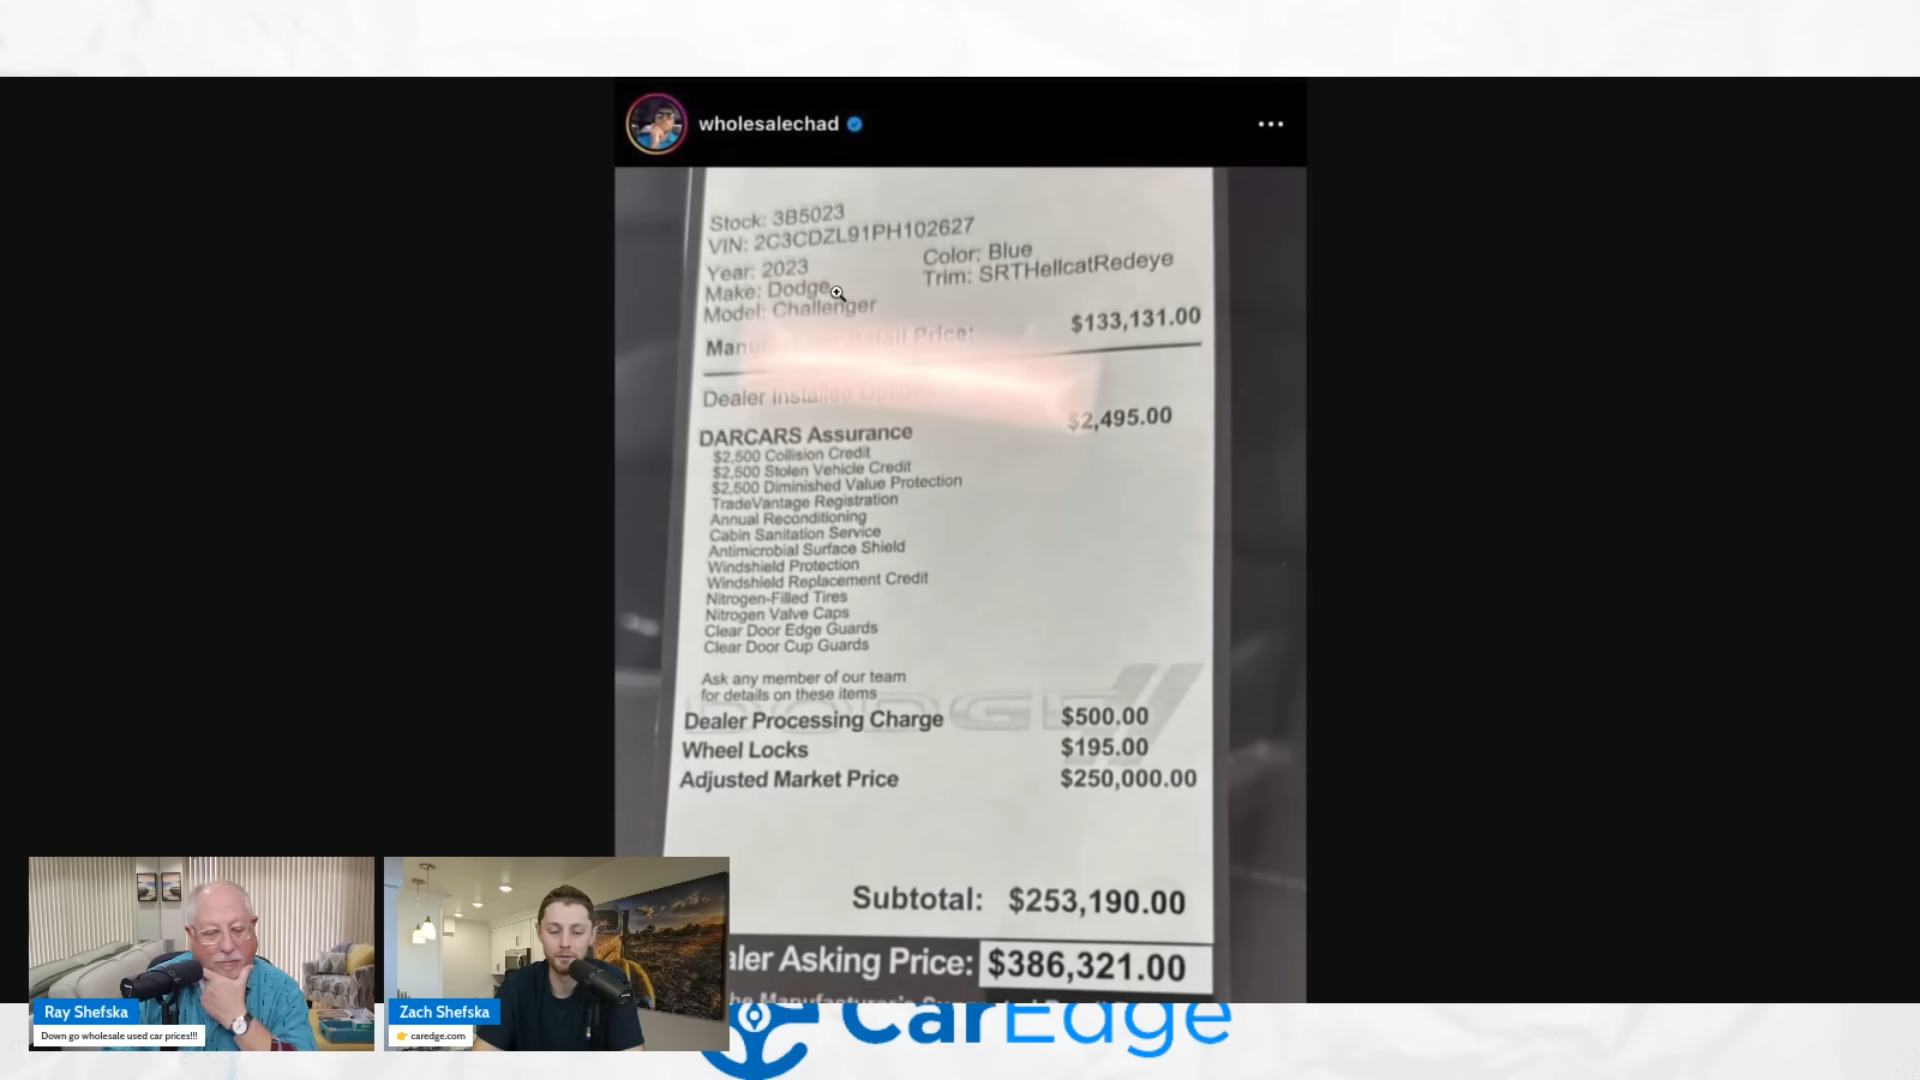 wholesalechad
Stock: 3B5023
VIN: 2C3CDZL91PH102627
Year: 2023
Color: Blue
Make: Dodge
Trim: SRTHellcatRedeye
Model: Challenger
Price: $133,131.00
Dealer Installed
$2,495.00
DARCARS Assurance
$2,500 Collision Credit
$2,500 Stolen Vehicle Credit
$2,500 Diminished Value Protection
TradeVantage Registration
Annual Reconditioning
Cabin Sanitation Service
Antimicrobial Surface Shield
Windshield Protection
Windshield Replacement Credit
Nitrogen-Filled Tires
Nitrogen Valve Caps
Clear Door Edge Guards
Clear Door Cup Guards
Ask any member of our team
for details on these items
DODGE
Dealer Processing Charge $500.00
Wheel Locks $195.00
Adjusted Market Price $250,000.00
Subtotal: $253,190.00
aler Asking Price: $386,321.00
Ray Shefska
Down go wholesale used car prices!!!
Zach Shefska
👉 caredge.com
CarEdge